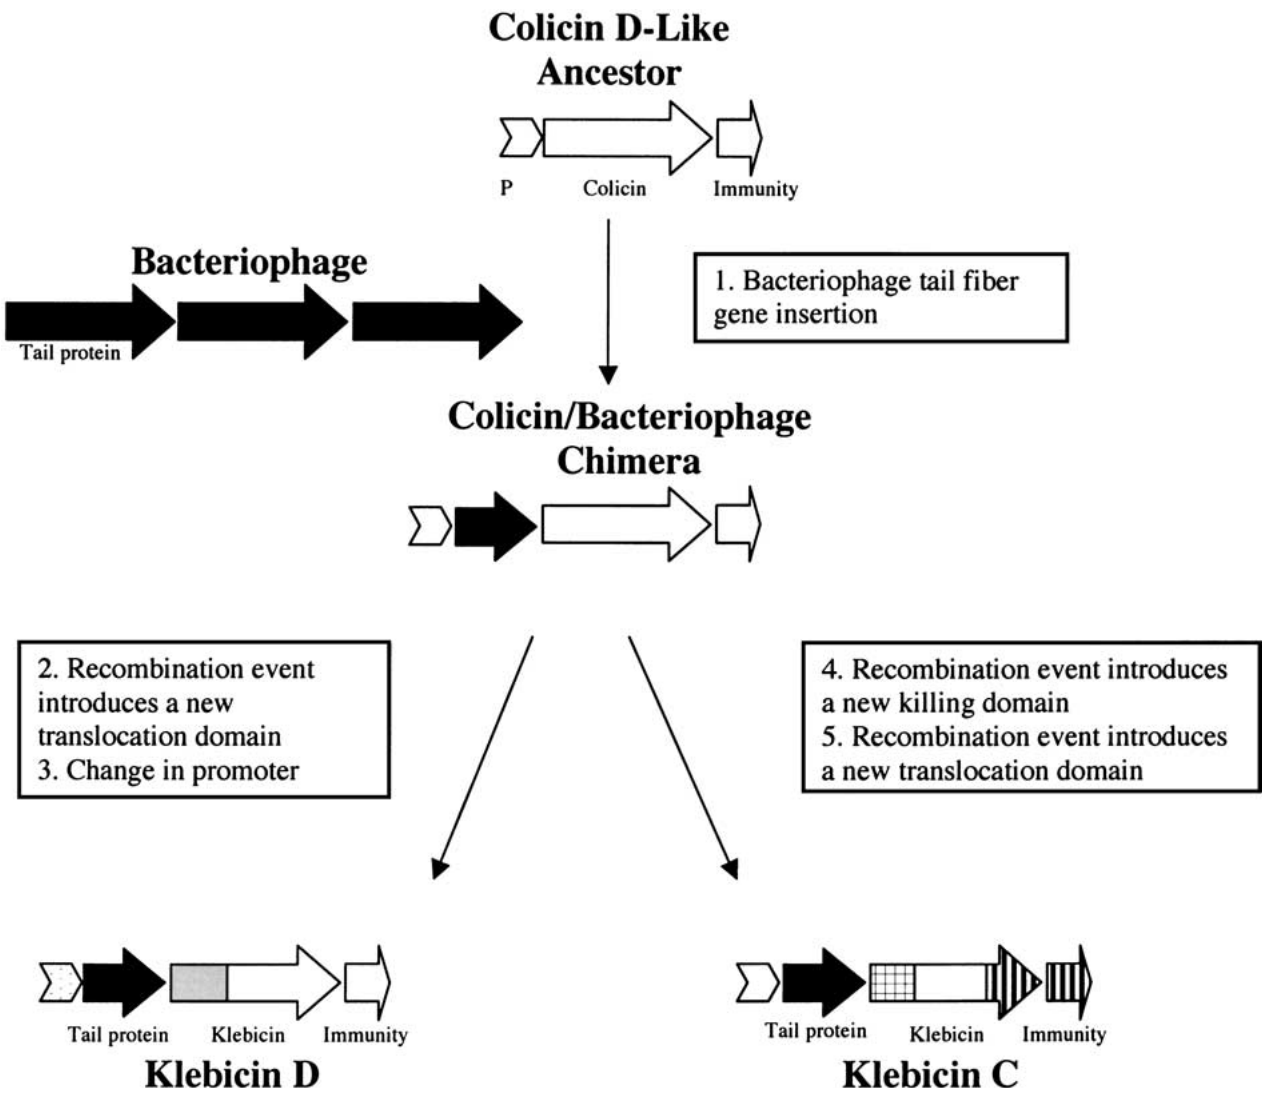 Colicin D-Like
Ancestor
P
Colicin
Immunity
Bacteriophage
Tail protein
1. Bacteriophage tail fiber
gene insertion
Colicin/Bacteriophage
Chimera
2. Recombination event
introduces a new
translocation domain
3. Change in promoter
4. Recombination event introduces
a new killing domain
5. Recombination event introduces
a new translocation domain
Tail protein
Klebicin
Immunity
Klebicin D
Tail protein
Klebicin
Immunity
Klebicin C